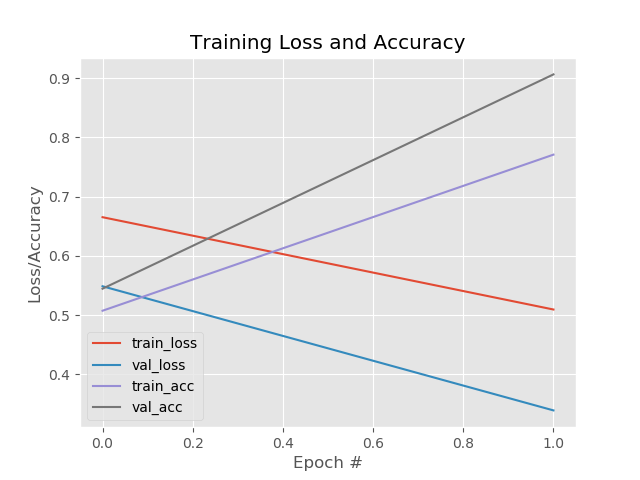 Training Loss and Accuracy
Loss/Accuracy
0.9
0.8
0.7
0.6
0.5
0.4
train_loss
val_loss
train_acc
val_acc
0.0 0.2 0.4 0.6 0.8 1.0
Epoch #